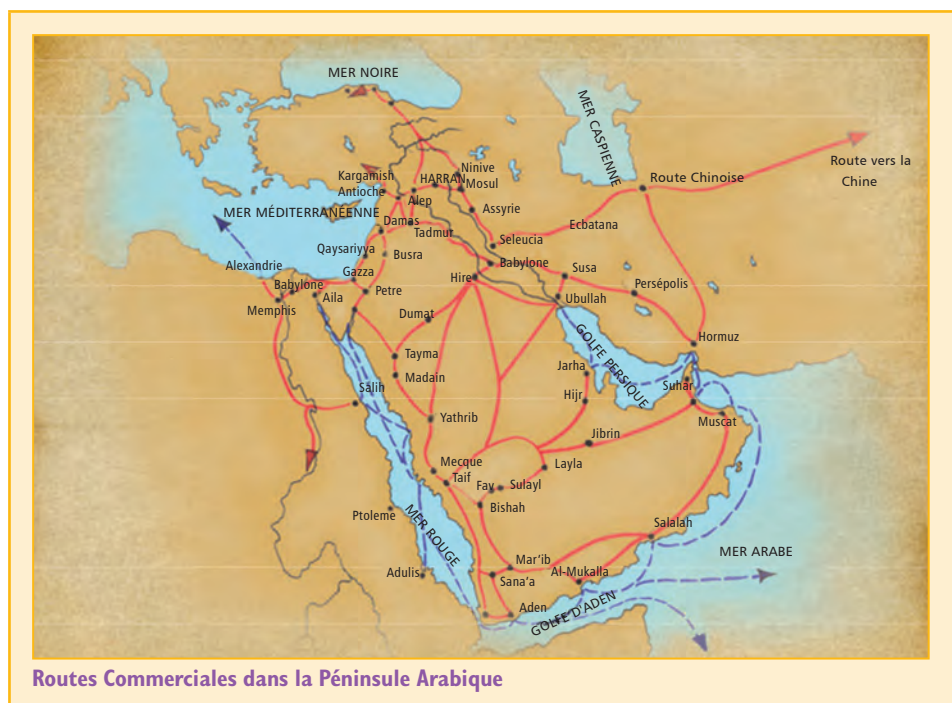 MER NOIRE
MER CASPIENNE
Route vers la
Chine
Route Chinoise
Ninive
Kargamish
HARRAN
Mosul
Antioche
Alep
Assyrie
MER MÉDITERRANÉENNE
Damas
Ecbatana
Tadmur
Seleucia
Qaysariyya
Busra
Babylone
Alexandrie
Gazza
Hire
Susa
Babylone
Aila
Petre
Persépolis
Memphis
Ubullah
Dumat
Hormuz
GOLFE PERSIQUE
Tayma
Jarha
Madain
Suhar
Salih
Hijr
Muscat
Yathrib
Jibrin
Mecque
Layla
Taif
Fay
Sulayl
Bishah
Ptoleme
MER ROUGE
Salalah
MER ARABE
Mar'ib
Al-Mukalla
Adulis
Sana'a
Aden
GOLFE D'ADEN
Routes Commerciales dans la Péninsule Arabique